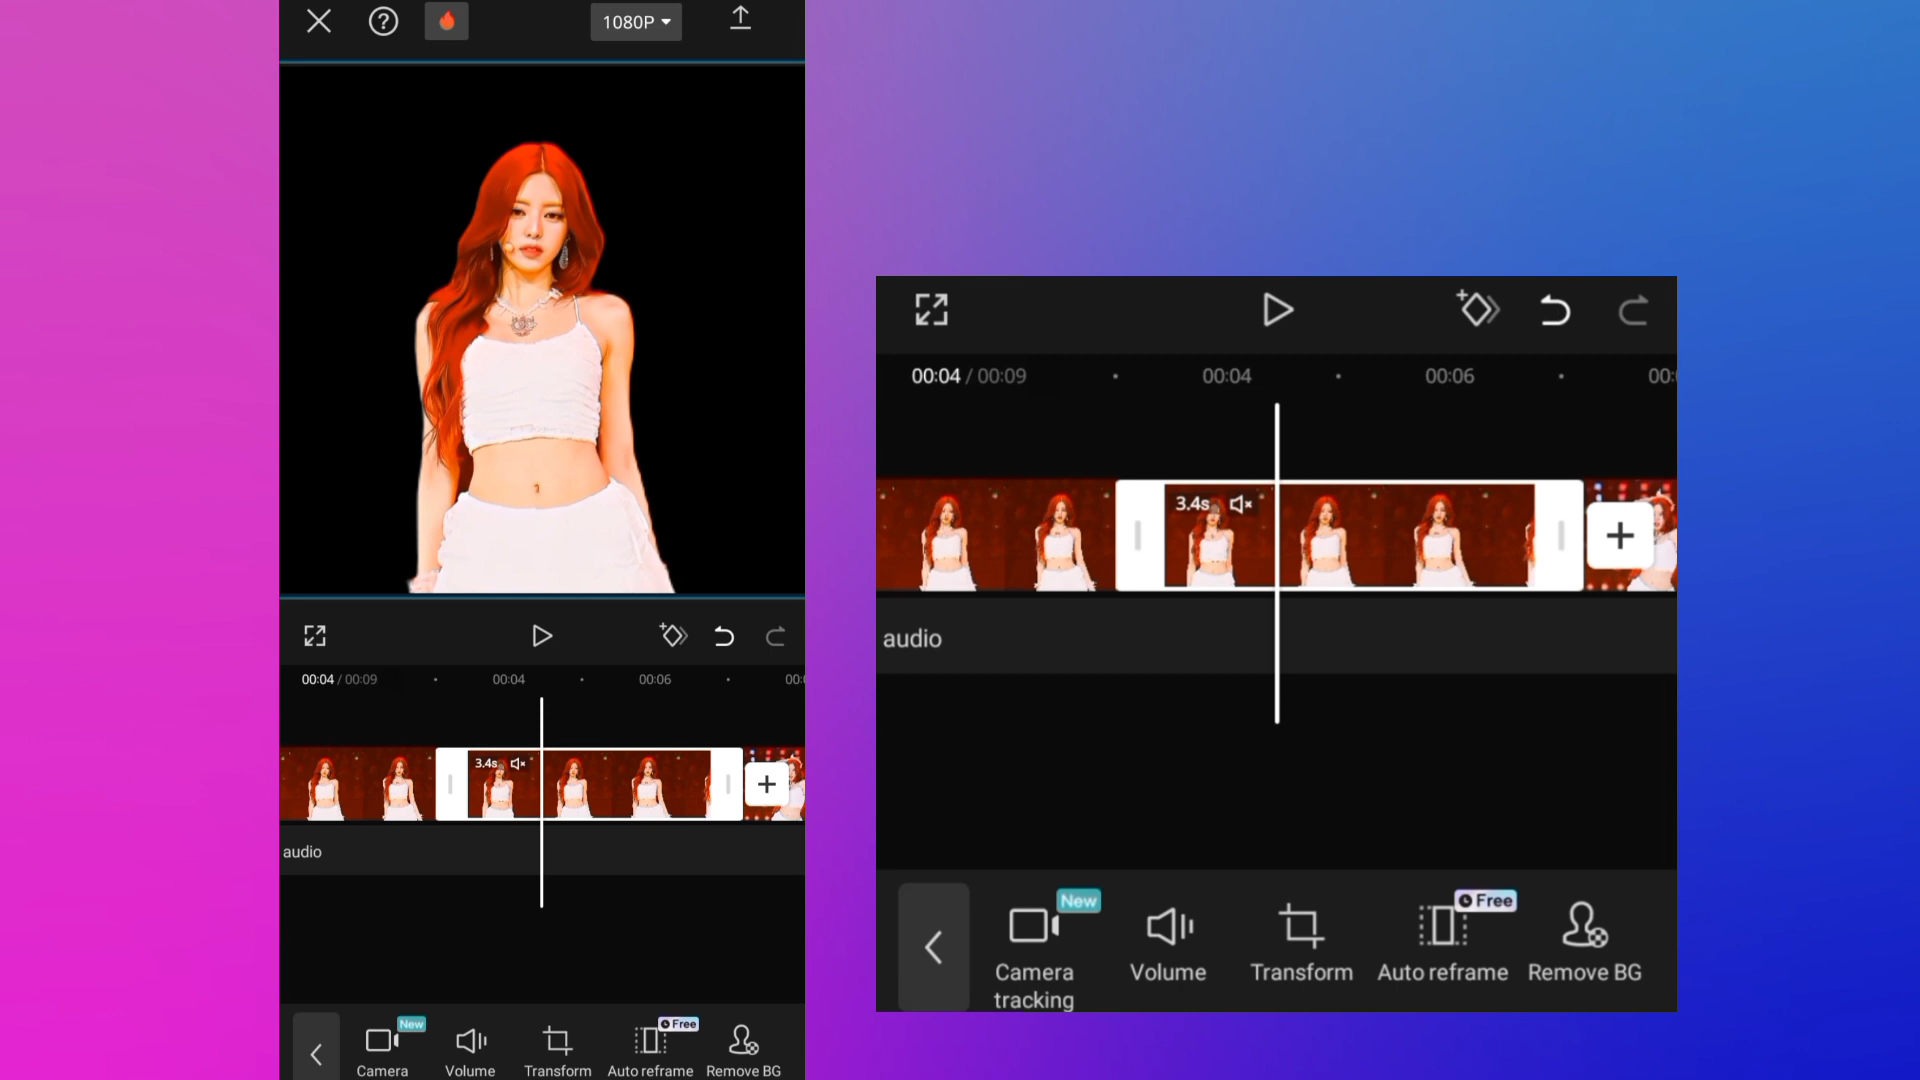 1080P
00:04 / 00:09
00:04
00:06
00:
3.4s
audio
New
Free
Camera
Volume
Transform
Auto reframe
Remove BG
00:04 / 00:09
00:04
00:06
00:
3.4s
audio
New
Free
Camera
tracking
Volume
Transform
Auto reframe
Remove BG